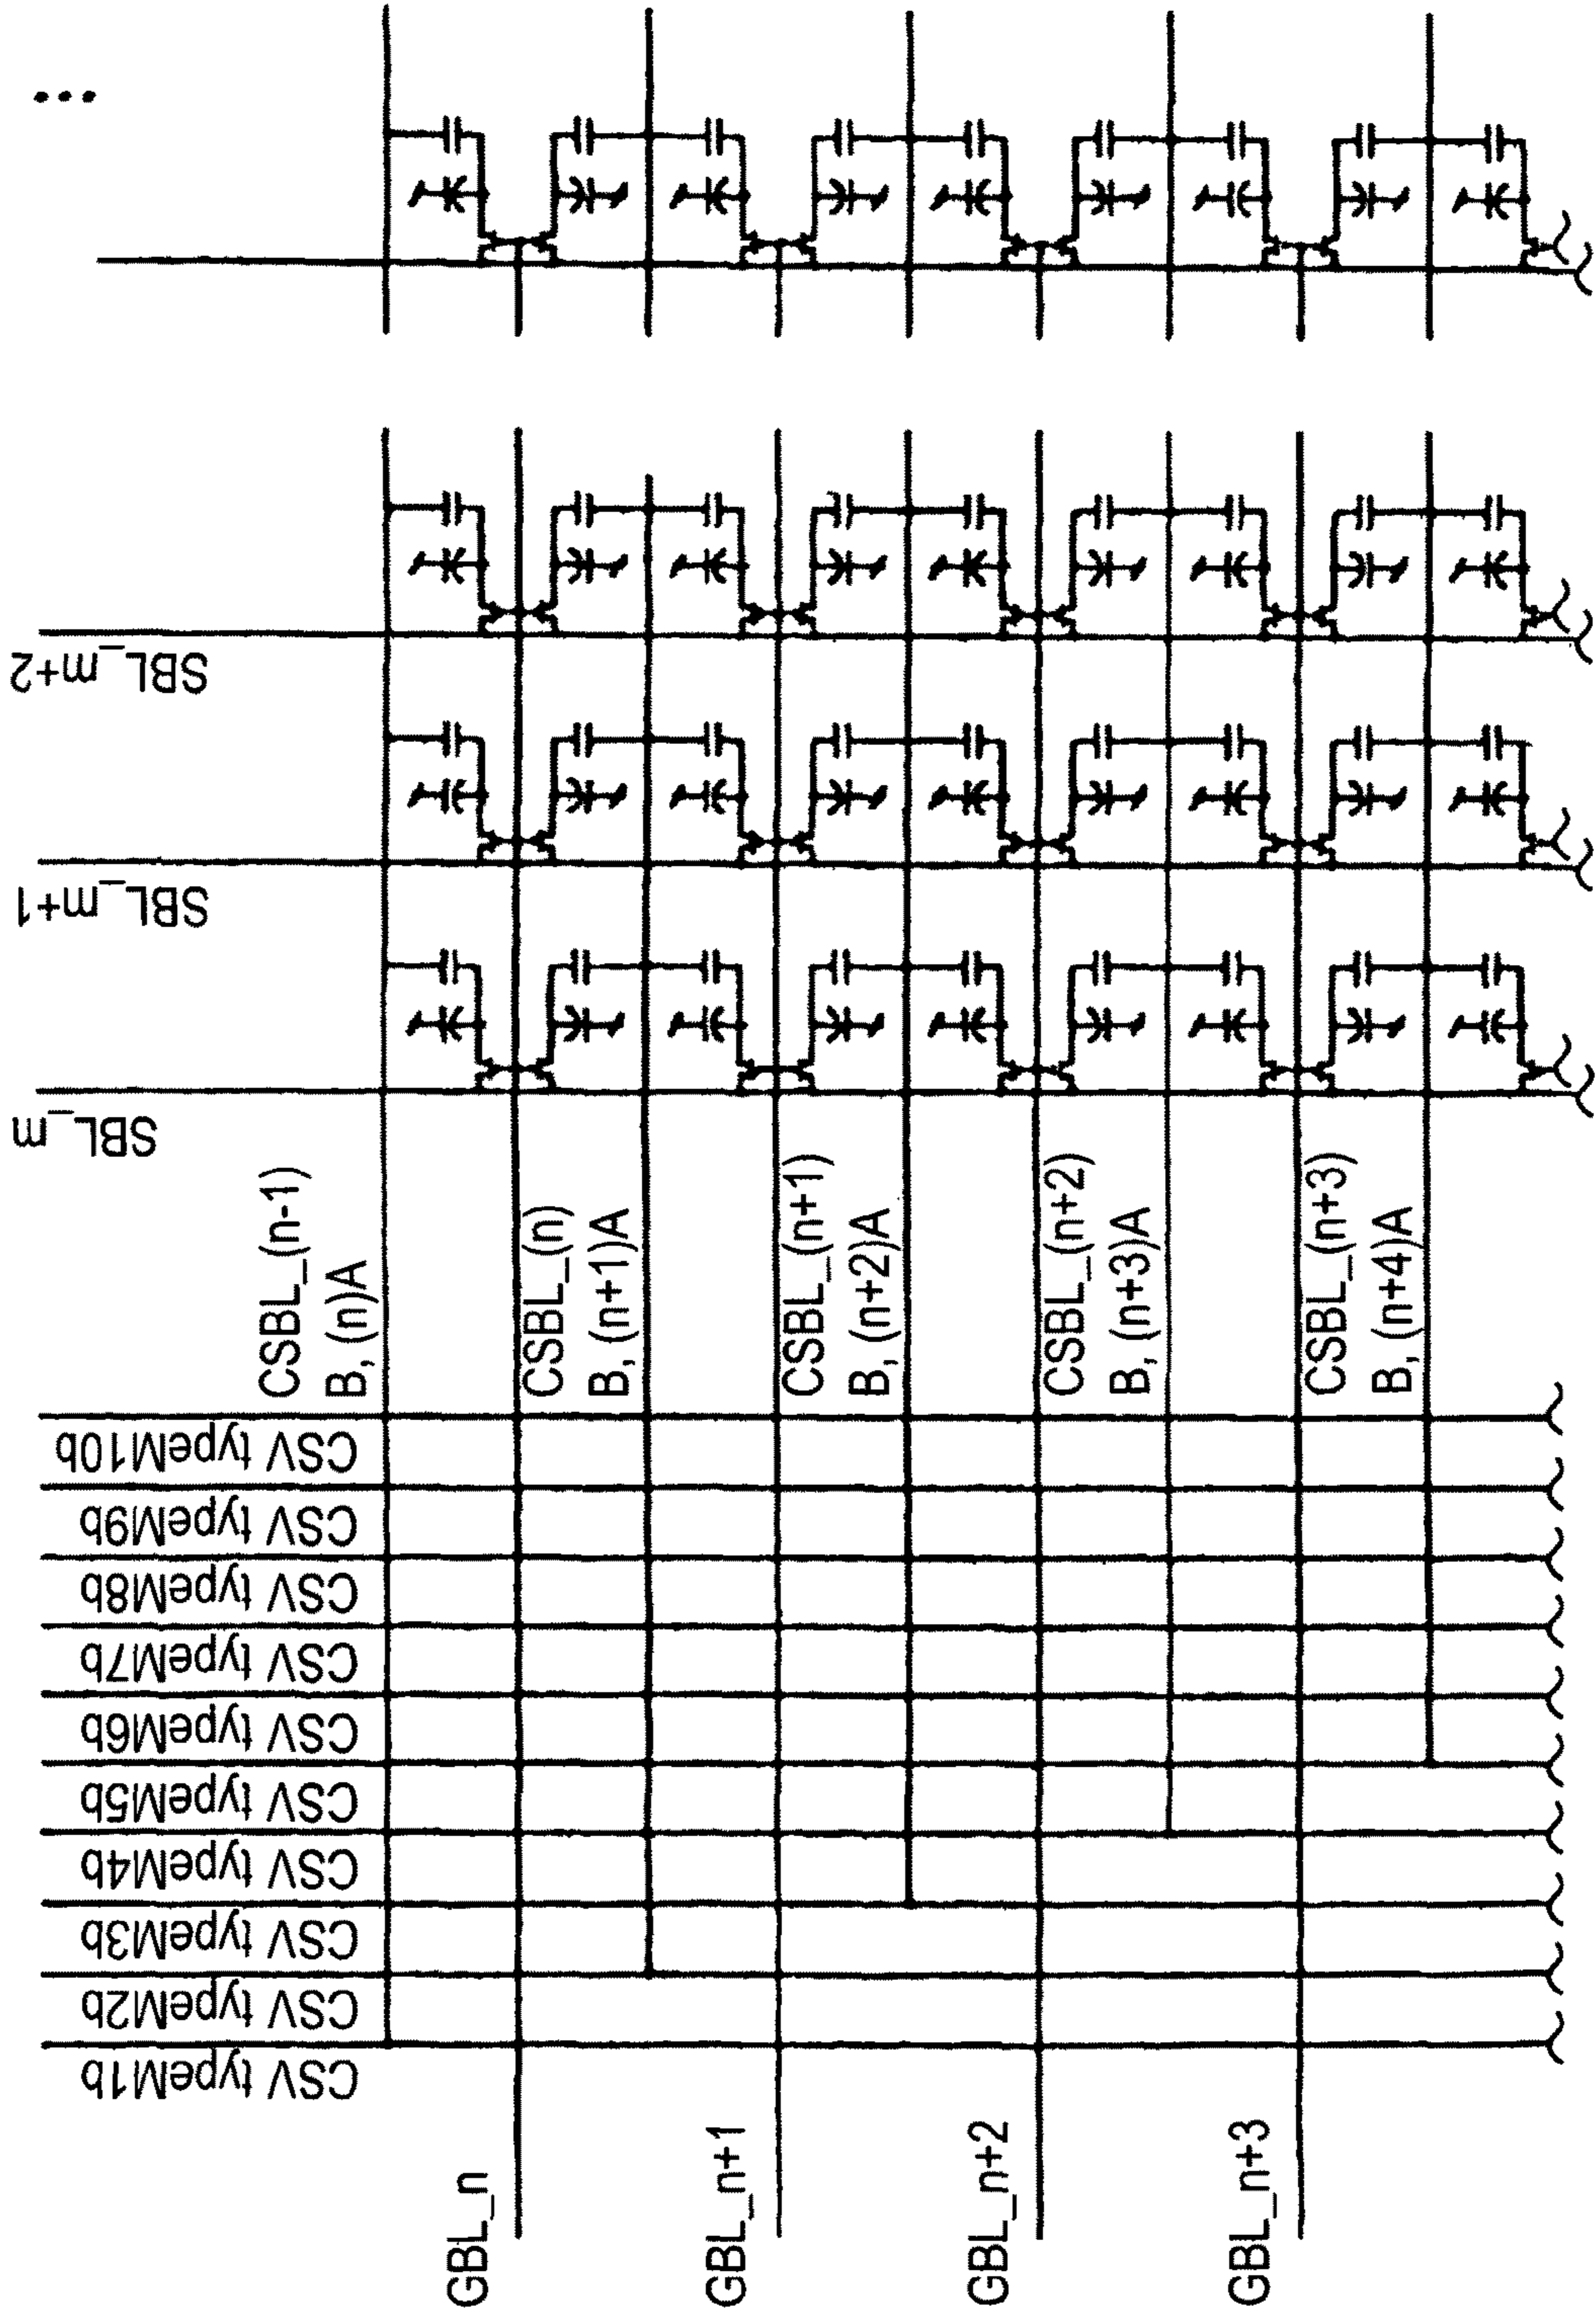 ...
SBL_m+2
SBL_m+1
SBL_m
CSBL_(n-1)
B, (n)A
CSBL_(n)
B, (n+1)A
CSBL_(n+1)
B, (n+2)A
CSBL_(n+2)
B, (n+3)A
CSBL_(n+3)
B, (n+4)A
CSV typeM10b
CSV typeM9b
CSV typeM8b
CSV typeM7b
CSV typeM6b
CSV typeM5b
CSV typeM4b
CSV typeM3b
CSV typeM2b
CSV typeM1b
GBL_n
GBL_n+1
GBL_n+2
GBL_n+3